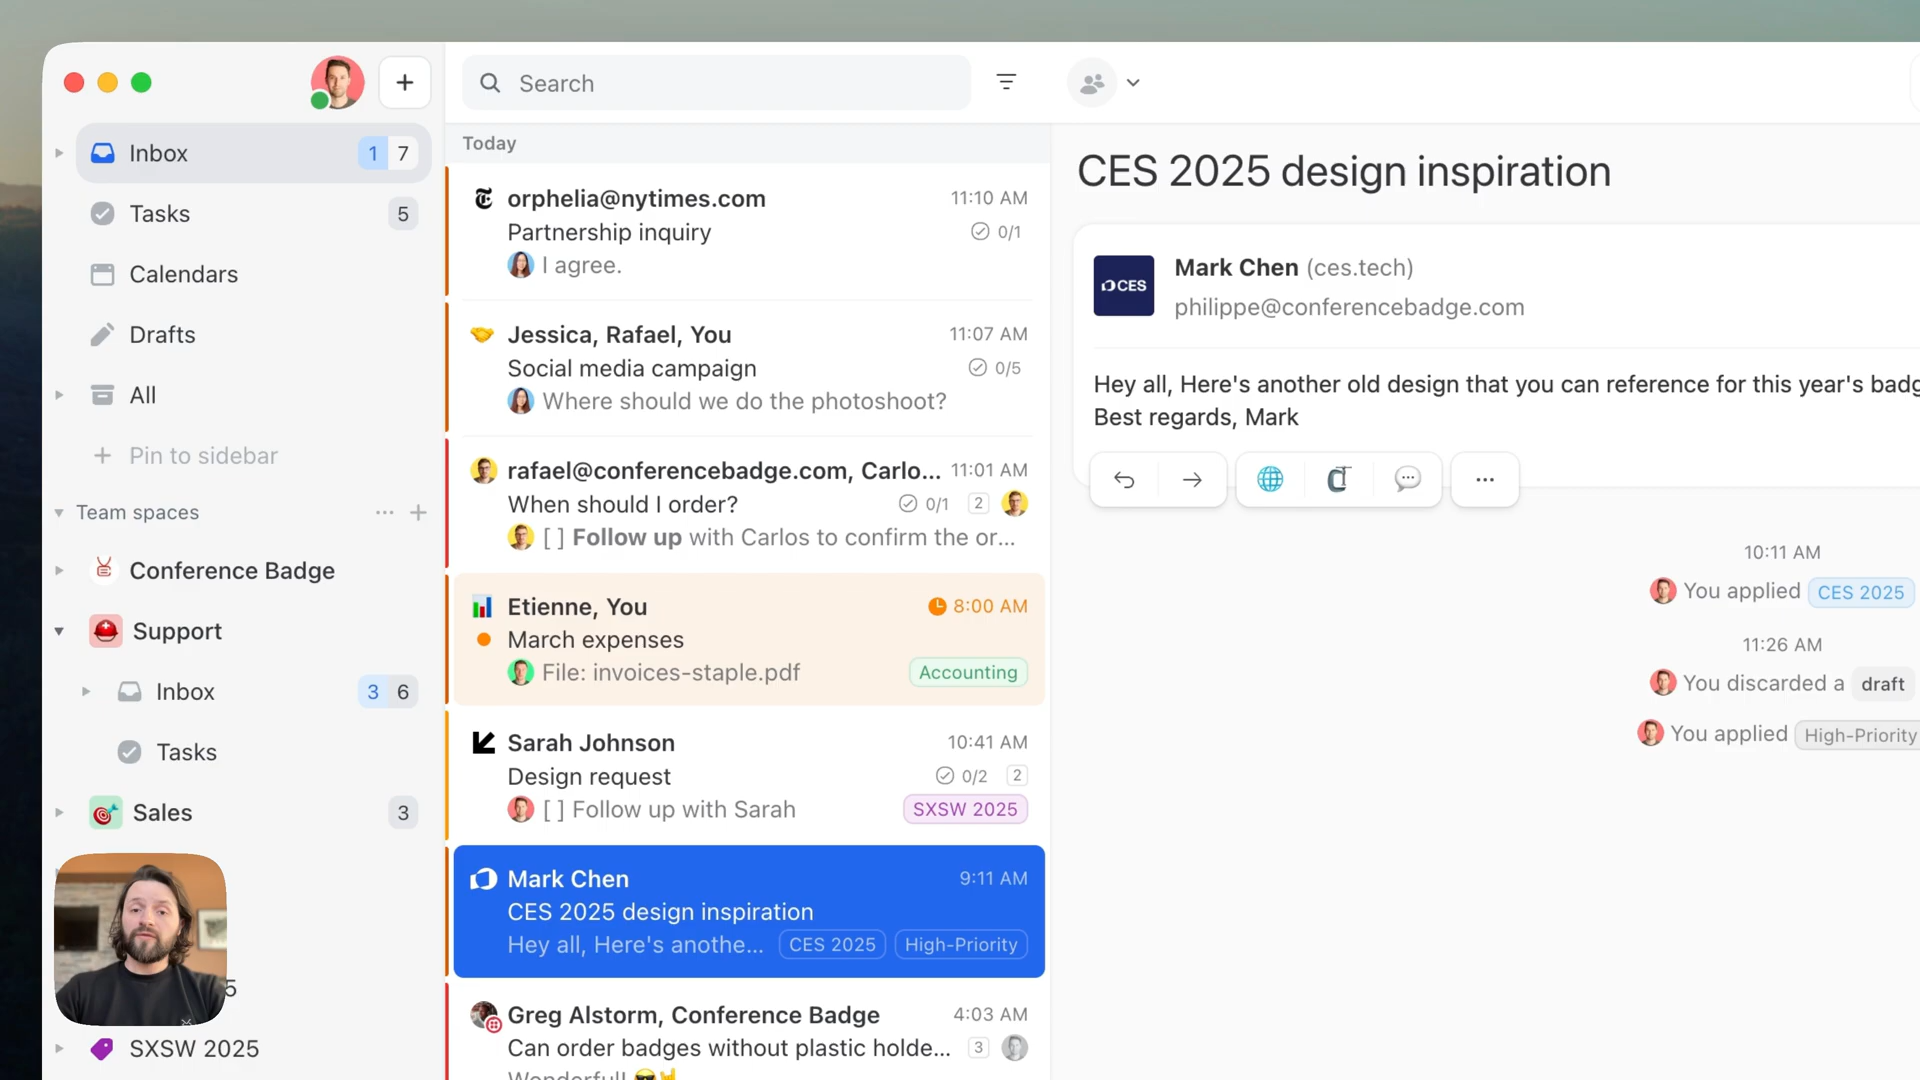 Inbox 1 7
Tasks 5
Calendars
Drafts
All
Pin to sidebar
Team spaces
Conference Badge
Support
Inbox 3 6
Tasks
Sales 3
5
SXSW 2025
Search
Today
orphelia@nytimes.com 11:10 AM
Partnership inquiry 0/1
I agree.
Jessica, Rafael, You 11:07 AM
Social media campaign 0/5
Where should we do the photoshoot?
rafael@conferencebadge.com, Carlo... 11:01 AM
When should I order? 0/1 2
[ ] Follow up with Carlos to confirm the or...
Etienne, You 8:00 AM
March expenses
File: invoices-staple.pdf Accounting
Sarah Johnson 10:41 AM
Design request 0/2 2
[ ] Follow up with Sarah SXSW 2025
Mark Chen 9:11 AM
CES 2025 design inspiration
Hey all, Here's anothe... CES 2025 High-Priority
Greg Alstorm, Conference Badge 4:03 AM
Can order badges without plastic holde... 3
Wonderful!
CES 2025 design inspiration
CES
Mark Chen (ces.tech)
philippe@conferencebadge.com
Hey all, Here's another old design that you can reference for this year's badg
Best regards, Mark
10:11 AM
You applied CES 2025
11:26 AM
You discarded a draft
You applied High-Priority